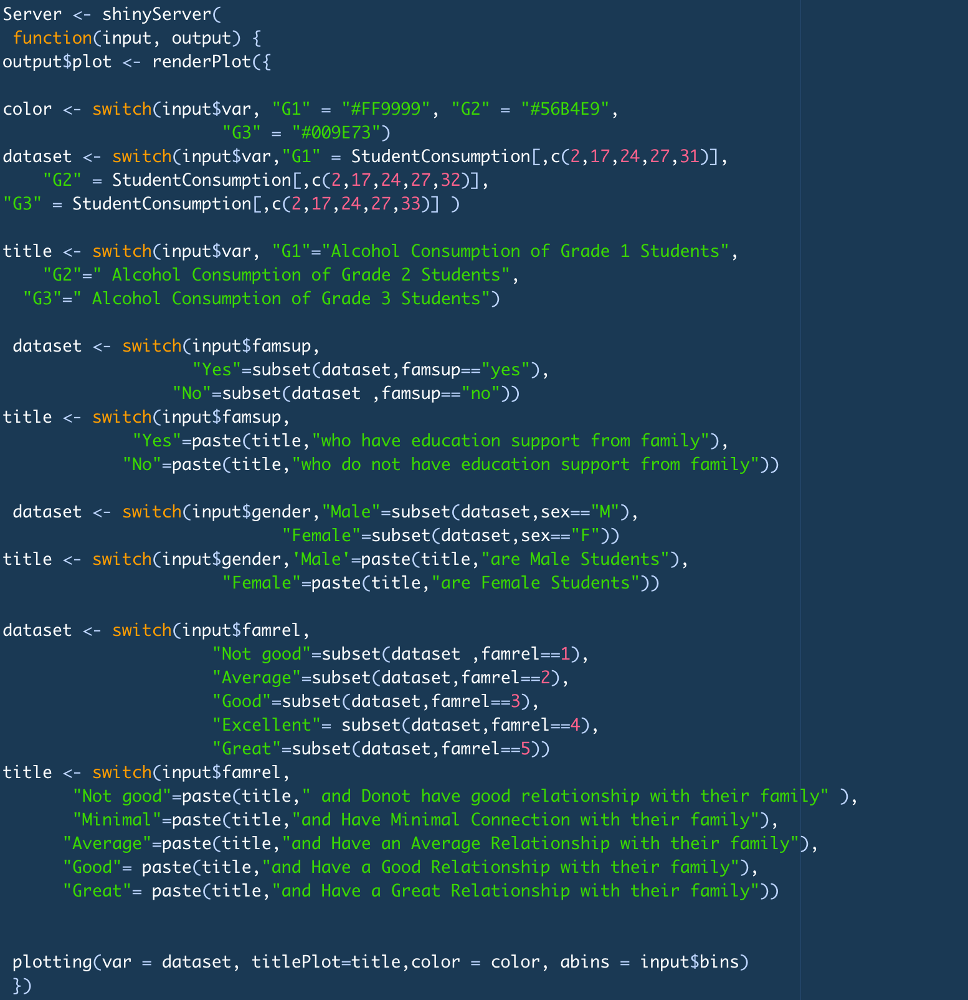 Server <- shinyServer(
 function(input, output) {
output$plot <- renderPlot({
color <- switch(input$var, "G1" = "#FF9999", "G2" = "#56B4E9",
                      "G3" = "#009E73")
dataset <- switch(input$var,"G1" = StudentConsumption[,c(2,17,24,27,31)],
    "G2" = StudentConsumption[,c(2,17,24,27,32)],
"G3" = StudentConsumption[,c(2,17,24,27,33)] )
title <- switch(input$var, "G1"="Alcohol Consumption of Grade 1 Students",
    "G2"=" Alcohol Consumption of Grade 2 Students",
  "G3"=" Alcohol Consumption of Grade 3 Students")
 dataset <- switch(input$famsup,
                   "Yes"=subset(dataset,famsup=="yes"),
                 "No"=subset(dataset ,famsup=="no"))
title <- switch(input$famsup,
             "Yes"=paste(title,"who have education support from family"),
            "No"=paste(title,"who do not have education support from family"))
 dataset <- switch(input$gender,"Male"=subset(dataset,sex=="M"),
                            "Female"=subset(dataset,sex=="F"))
title <- switch(input$gender,'Male'=paste(title,"are Male Students"),
                      "Female"=paste(title,"are Female Students"))
dataset <- switch(input$famrel,
                     "Not good"=subset(dataset ,famrel==1),
                     "Average"=subset(dataset,famrel==2),
                     "Good"=subset(dataset,famrel==3),
                     "Excellent"= subset(dataset,famrel==4),
                     "Great"=subset(dataset,famrel==5))
title <- switch(input$famrel,
       "Not good"=paste(title," and Donot have good relationship with their family" ),
       "Minimal"=paste(title,"and Have Minimal Connection with their family"),
      "Average"=paste(title,"and Have an Average Relationship with their family"),
      "Good"= paste(title,"and Have a Good Relationship with their family"),
      "Great"= paste(title,"and Have a Great Relationship with their family"))
 plotting(var = dataset, titlePlot=title,color = color, abins = input$bins)
 })